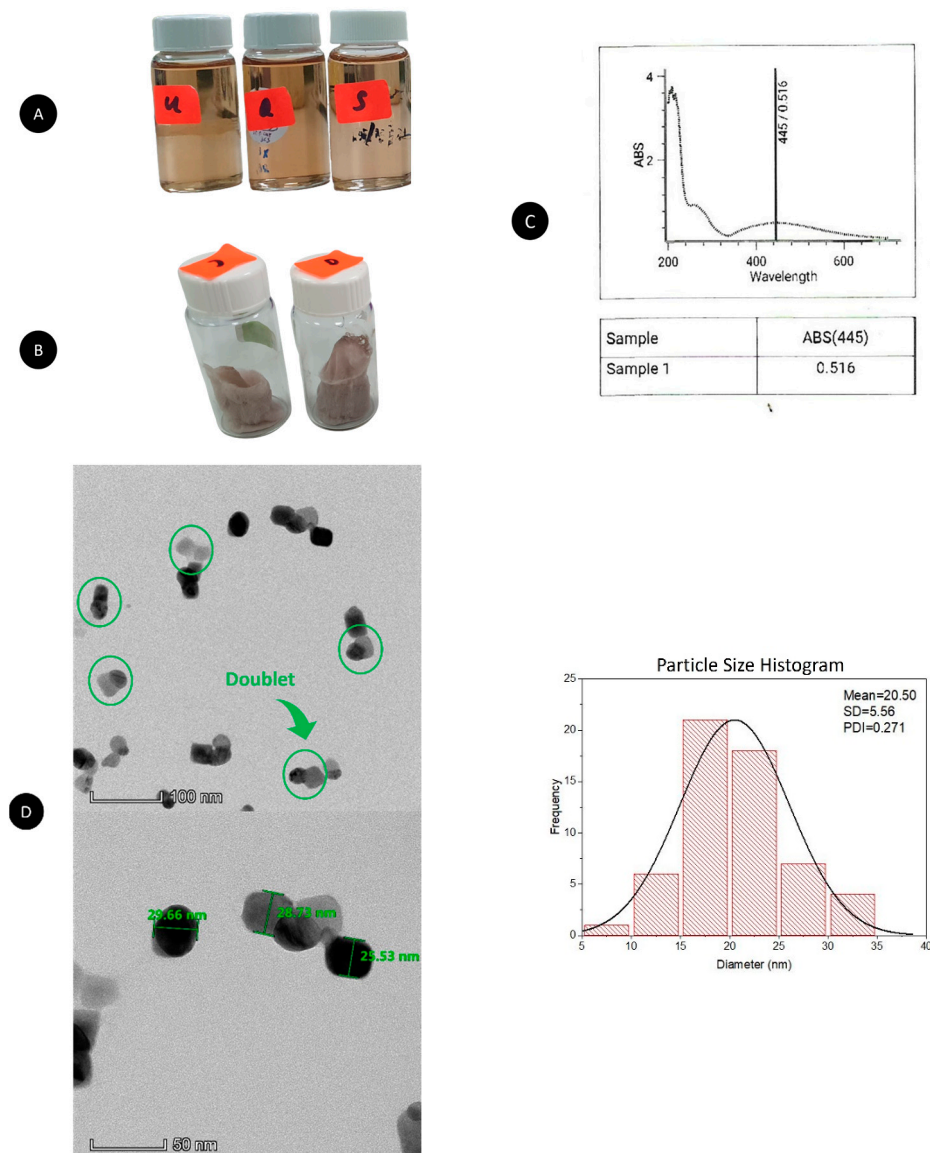 A
U
Q
S
B
C
4
2
ABS
445 / 0.516
200
400
600
Wavelength
Sample
ABS(445)
Sample 1
0.516
D
Doublet
100 nm
29.66 nm
28.73 nm
25.53 nm
50 nm
Particle Size Histogram
Mean=20.50
SD=5.56
PDI=0.271
Frequency
25
20
15
10
5
0
5
10
15
20
25
30
35
40
Diameter (nm)